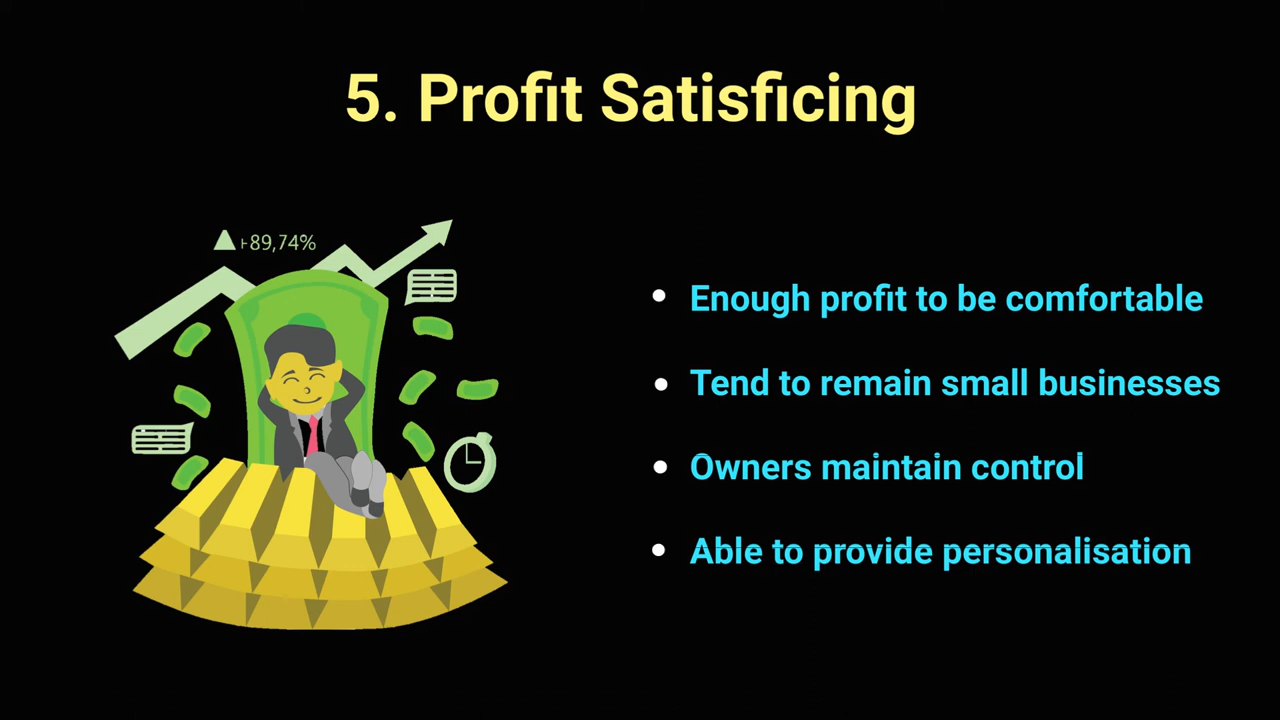 5. Profit Satisficing
+89,74%
• Enough profit to be comfortable
• Tend to remain small businesses
• Owners maintain control
• Able to provide personalisation